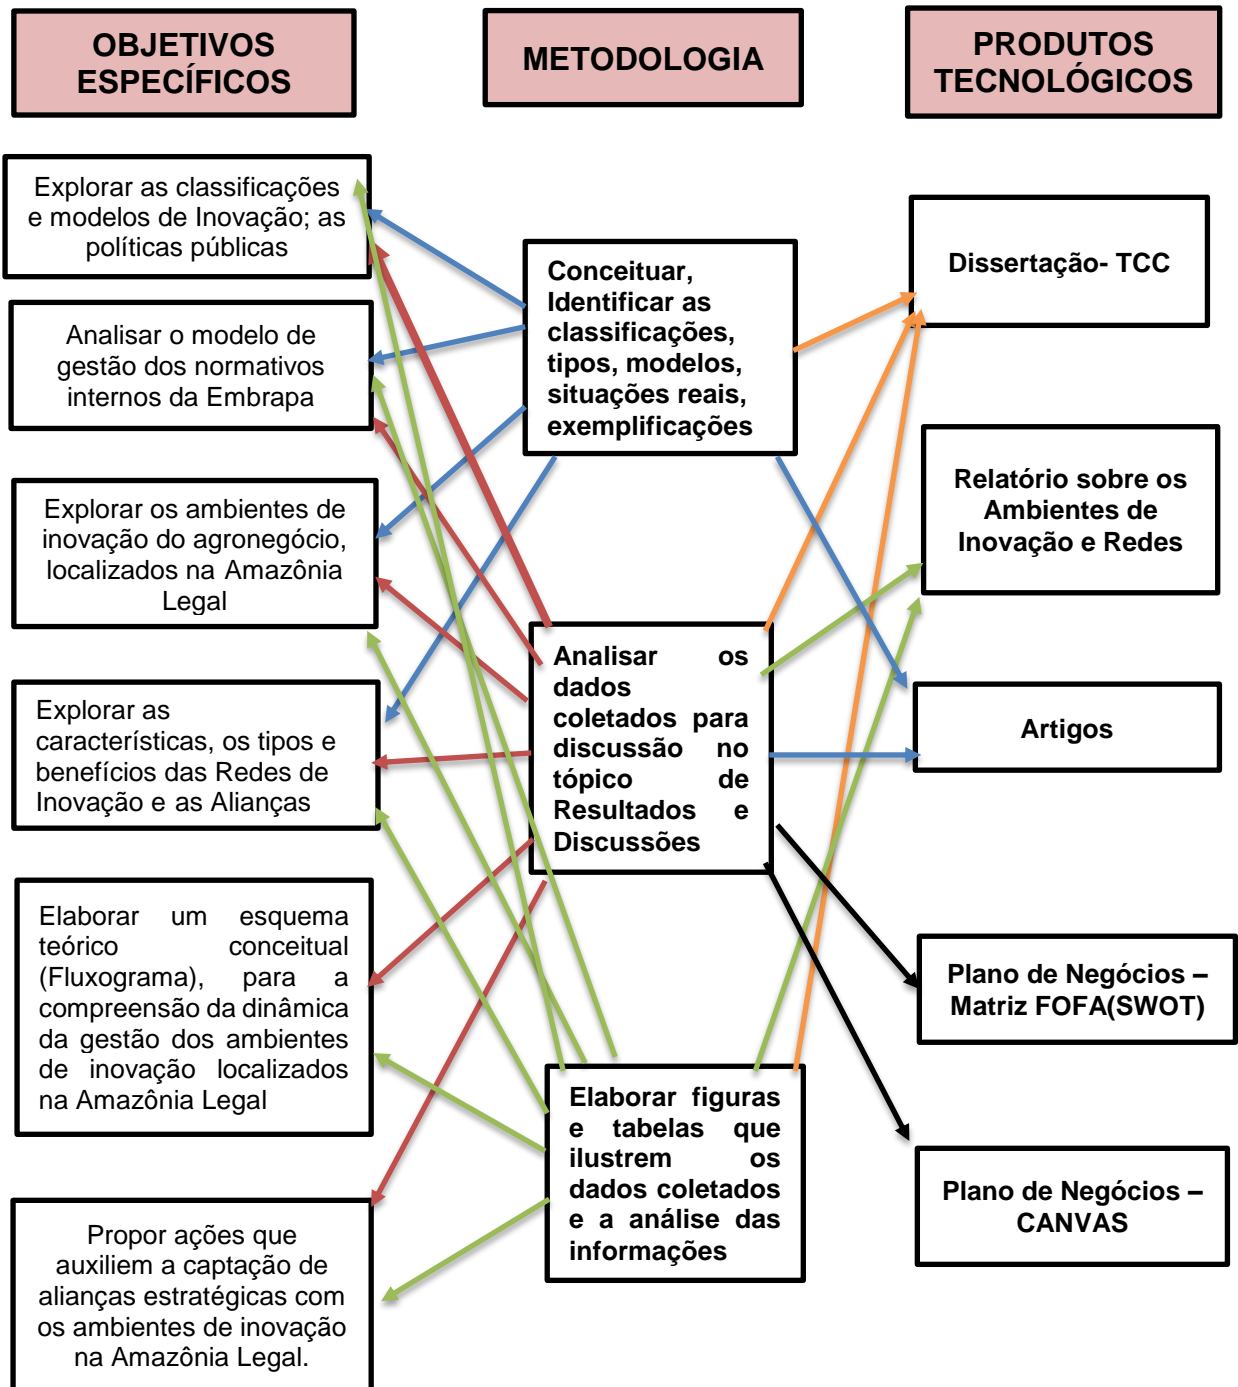 OBJETIVOS
ESPECÍFICOS
METODOLOGIA
PRODUTOS
TECNOLÓGICOS
Explorar as classificações
e modelos de Inovação; as
políticas públicas
Analisar o modelo de
gestão dos normativos
internos da Embrapa
Explorar os ambientes de
inovação do agronegócio,
localizados na Amazônia
Legal
Explorar as
características, os tipos e
benefícios das Redes de
Inovação e as Alianças
Elaborar um esquema
teórico conceitual
(Fluxograma), para a
compreensão da dinâmica
da gestão dos ambientes
de inovação localizados
na Amazônia Legal
Propor ações que
auxiliem a captação de
alianças estratégicas com
os ambientes de inovação
na Amazônia Legal.
Conceituar,
Identificar as
classificações,
tipos, modelos,
situações reais,
exemplificações
Analisar os
dados
coletados para
discussão no
tópico de
Resultados e
Discussões
Elaborar figuras
e tabelas que
ilustrem os
dados coletados
e a análise das
informações
Dissertação- TCC
Relatório sobre os
Ambientes de
Inovação e Redes
Artigos
Plano de Negócios –
Matriz FOFA(SWOT)
Plano de Negócios –
CANVAS